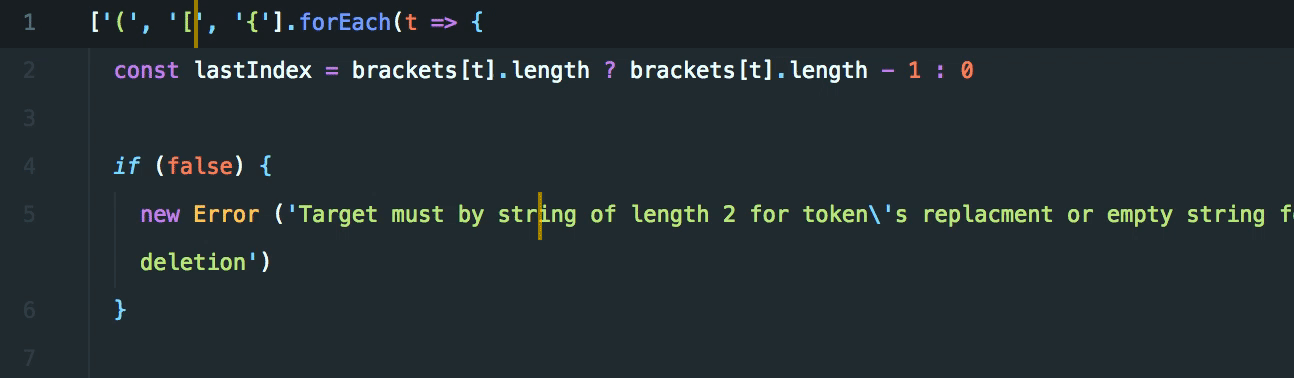 1 ['(', '[', '{'].forEach(t => {
2 const lastIndex = brackets[t].length ? brackets[t].length - 1 : 0
3
4 if (false) {
5 new Error ('Target must by string of length 2 for token\'s replacment or empty string
deletion')
6 }
7